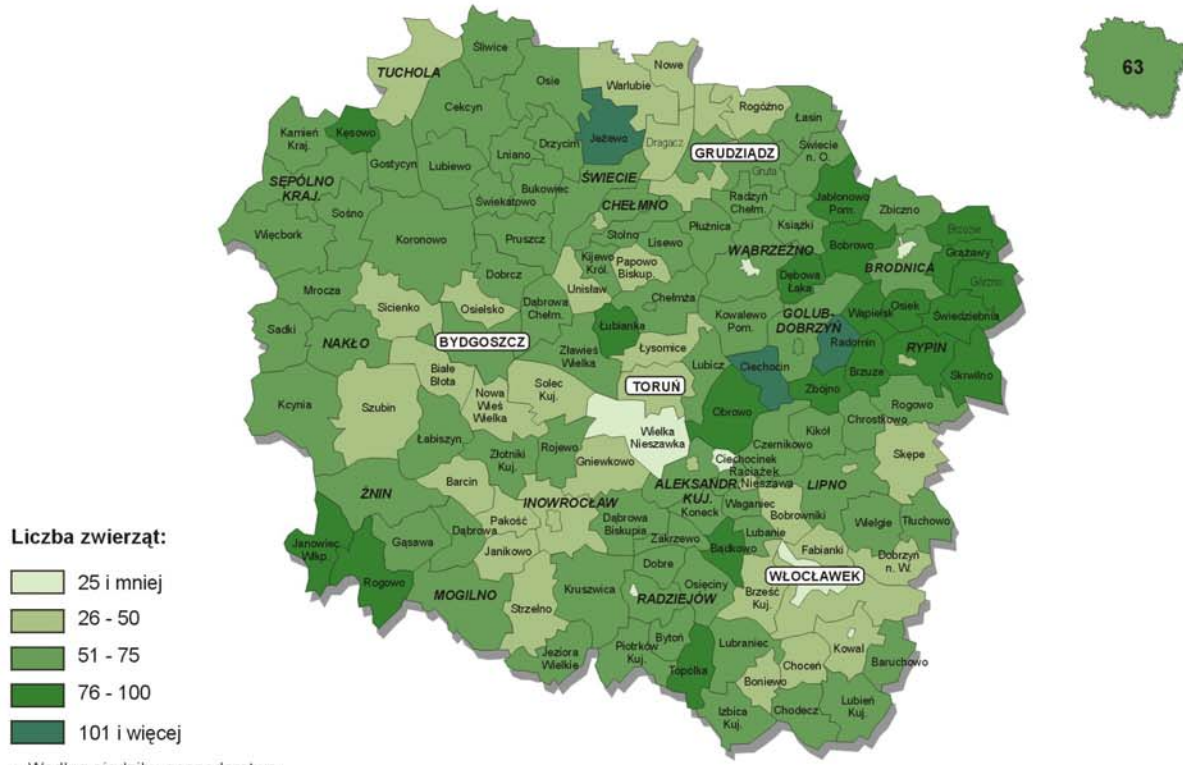 63
Śliwice
Nowe
TUCHOLA
Osie
Warlubie
Rogóźno
Cekcyn
Łasin
Kamień Kraj.
Kęsowo
Jeżewo
Drzycim
Dragacz
GRUDZIĄDZ
Świecie n. O.
Gostycyn
Lubiewo
Lniano
Gruta
SĘPÓLNO KRAJ.
ŚWIECIE
Bukowiec
Świekatowo
CHEŁMNO
Radzyń Chełm.
Jabłonowo Pom.
Zbiczno
Sośno
Więcbork
Koronowo
Pruszcz
Stolno
Lisewo
Płużnica
Książki
WĄBRZEŹNO
Bobrowo
Brzozie
Grążawy
BRODNICA
Kijewo Król.
Papowo Biskup.
Dobrcz
Unisław
Dębowa Łąka
Górzno
Mrocza
Sicienko
Osielsko
Dąbrowa Chełm.
Chełmża
Kowalewo Pom.
GOLUB-DOBRZYŃ
Wąpielsk
Osiek
Świedziebnia
Sadki
NAKŁO
BYDGOSZCZ
Łubianka
Łysomice
Radomin
RYPIN
Zławieś Wielka
Lubicz
Ciechocin
Brzuze
Skrwilno
Białe Błota
Solec Kuj.
TORUŃ
Zbójno
Kcynia
Szubin
Nowa Wieś Wielka
Obrowo
Rogowo
Wielka Nieszawka
Chrostkowo
Łabiszyn
Kikół
Czernikowo
Złotniki Kuj.
Rojewo
Gniewkowo
Ciechocinek
Raciążek
Nieszawa
Skępe
ŻNIN
Barcin
ALEKSANDR. KUJ.
LIPNO
INOWROCŁAW
Koneck
Waganiec
Bobrowniki
Pakość
Dąbrowa Biskupia
Wielgie
Tłuchowo
Janowiec Wlkp.
Gąsawa
Dąbrowa
Janikowo
Zakrzewo
Bądkowo
Lubanie
Fabianki
Dobrzyń n. W.
Dobre
Rogowo
WŁOCŁAWEK
MOGILNO
Strzelno
Kruszwica
RADZIEJÓW
Osięciny
Brześć Kuj.
Jeziora Wielkie
Piotrków Kuj.
Bytoń
Lubraniec
Kowal
Topólka
Choceń
Baruchowo
Boniewo
Izbica Kuj.
Chodecz
Lubień Kuj.
Liczba zwierząt:
25 i mniej
26 - 50
51 - 75
76 - 100
101 i więcej